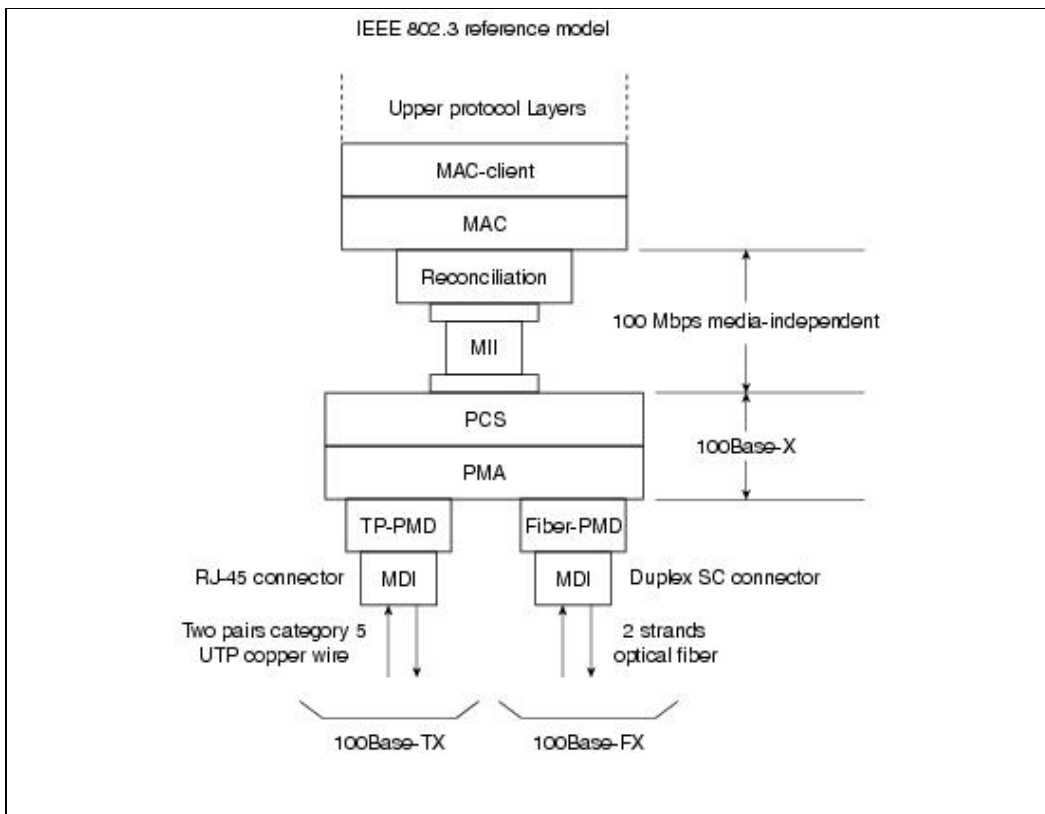 IEEE 802.3 reference model
Upper protocol Layers
MAC-client
MAC
Reconciliation
100 Mbps media-independent
MII
PCS
100Base-X
PMA
TP-PMD
Fiber-PMD
RJ-45 connector
MDI
MDI
Duplex SC connector
Two pairs category 5
UTP copper wire
2 strands
optical fiber
100Base-TX
100Base-FX